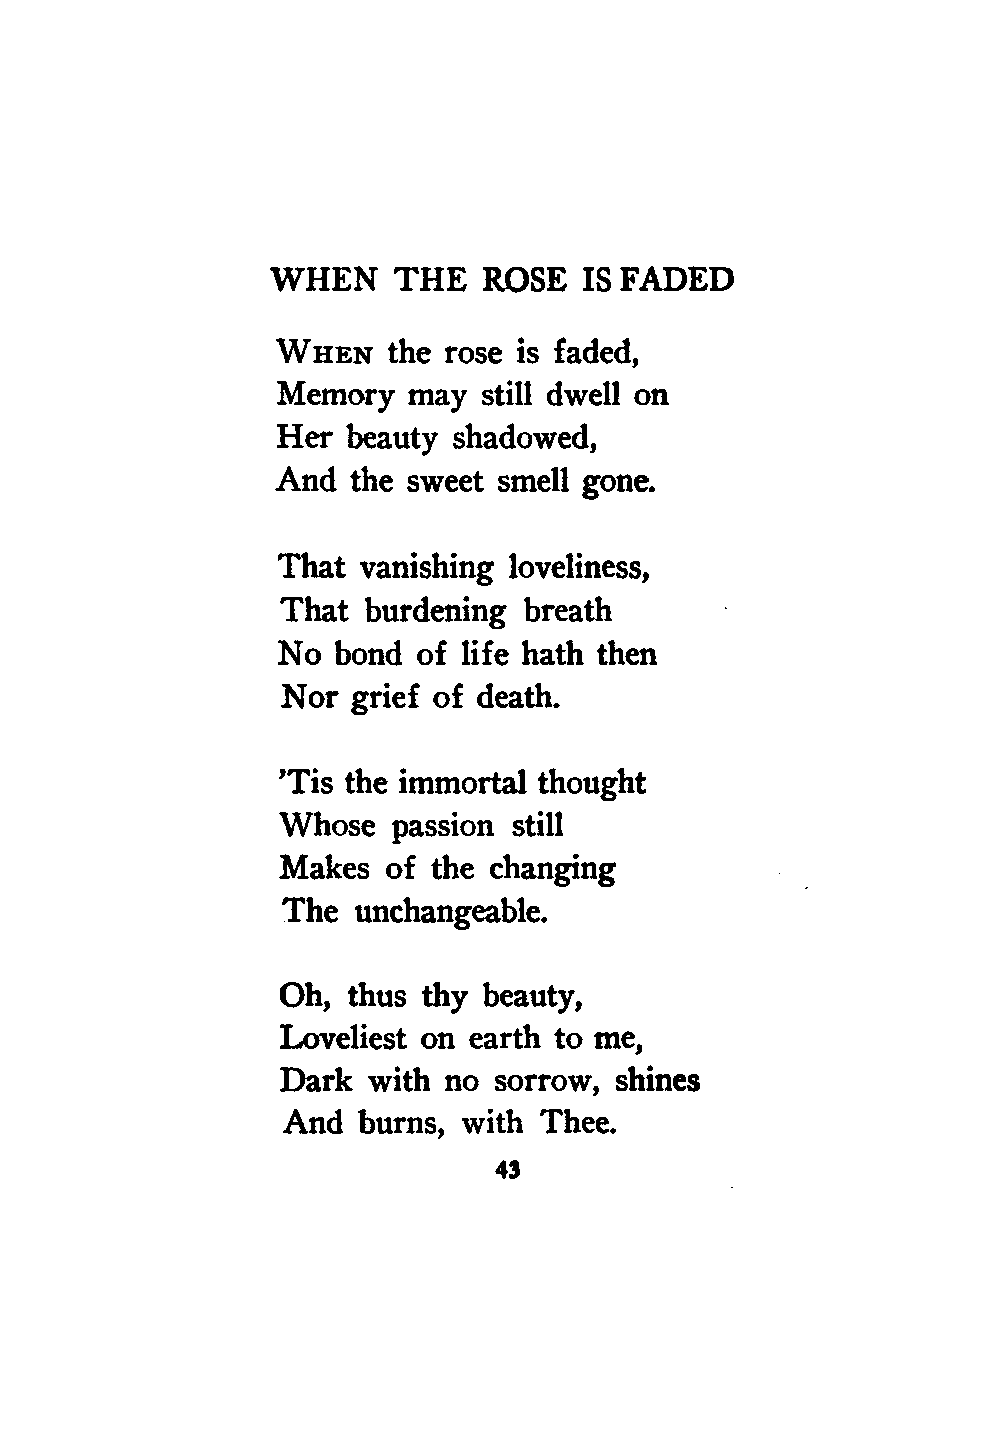 WHEN THE ROSE IS FADED
WHEN the rose is faded,
Memory may still dwell on
Her beauty shadowed,
And the sweet smell gone.
That vanishing loveliness,
That burdening breath
No bond of life hath then
Nor grief of death.
’Tis the immortal thought
Whose passion still
Makes of the changing
The unchangeable.
Oh, thus thy beauty,
Loveliest on earth to me,
Dark with no sorrow, shines
And burns, with Thee.
43